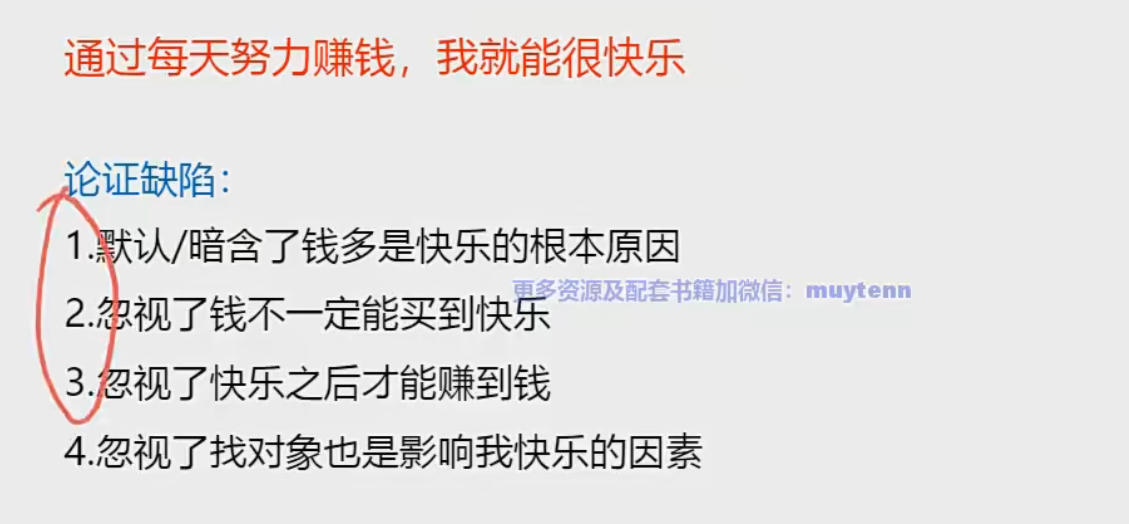 通过每天努力赚钱，我就能很快乐
论证缺陷：
1.默认/暗含了钱多是快乐的根本原因
更多资源及配套书籍加微信：muytenn
2.忽视了钱不一定能买到快乐
3.忽视了快乐之后才能赚到钱
4.忽视了找对象也是影响我快乐的因素